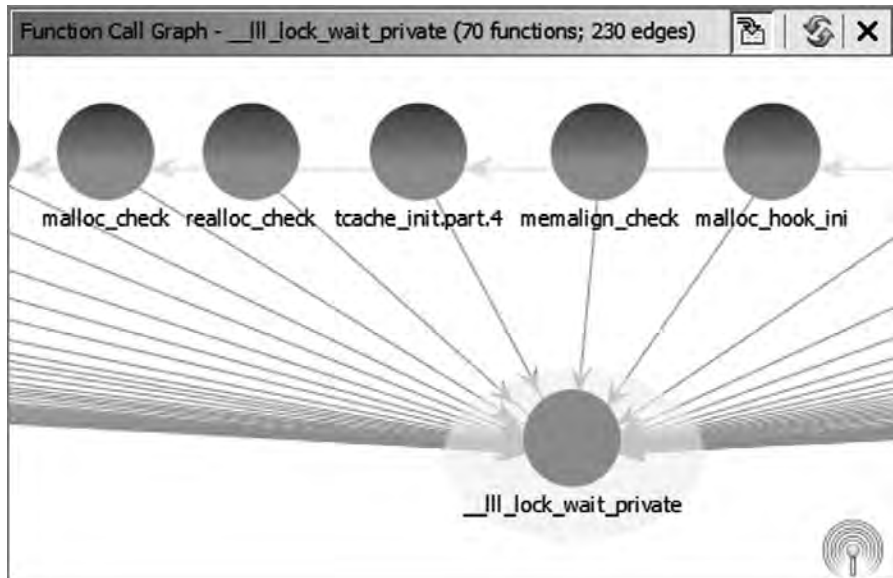 Function Call Graph - __lll_lock_wait_private (70 functions; 230 edges)
malloc_check realloc_check tcache_init.part.4 memalign_check malloc_hook_ini
__lll_lock_wait_private